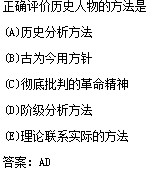 正确评价历史人物的方法是
(A)历史分析方法
(B)古为今用方针
(C)彻底批判的革命精神
(D)阶级分析方法
(E)理论联系实际的方法
答案：AD